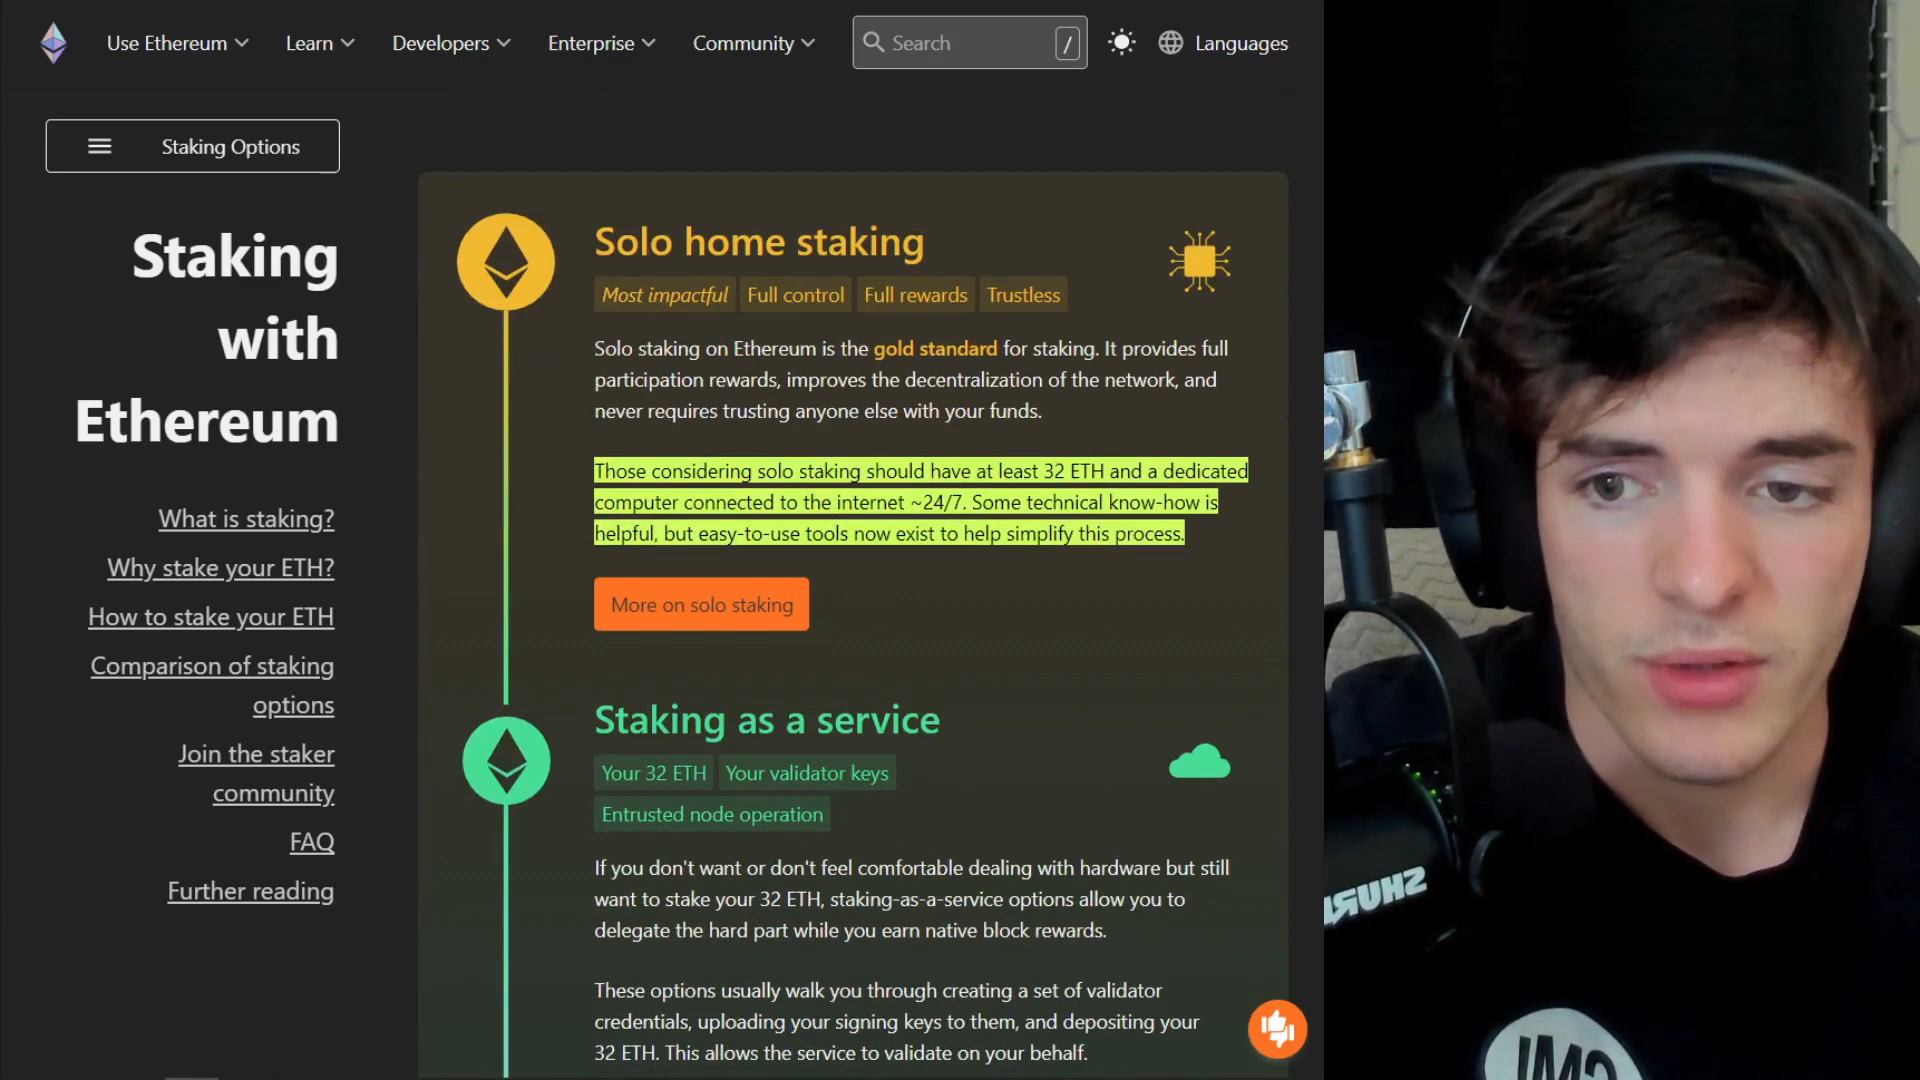 Use Ethereum
Learn
Developers
Enterprise
Community
Search
/
Languages
Staking Options
Staking
with
Ethereum
What is staking?
Why stake your ETH?
How to stake your ETH
Comparison of staking
options
Join the staker
community
FAQ
Further reading
Solo home staking
Most impactful Full control Full rewards Trustless
Solo staking on Ethereum is the gold standard for staking. It provides full
participation rewards, improves the decentralization of the network, and
never requires trusting anyone else with your funds.
Those considering solo staking should have at least 32 ETH and a dedicated
computer connected to the internet ~24/7. Some technical know-how is
helpful, but easy-to-use tools now exist to help simplify this process.
More on solo staking
Staking as a service
Your 32 ETH Your validator keys
Entrusted node operation
If you don't want or don't feel comfortable dealing with hardware but still
want to stake your 32 ETH, staking-as-a-service options allow you to
delegate the hard part while you earn native block rewards.
These options usually walk you through creating a set of validator
credentials, uploading your signing keys to them, and depositing your
32 ETH. This allows the service to validate on your behalf.
SHURE